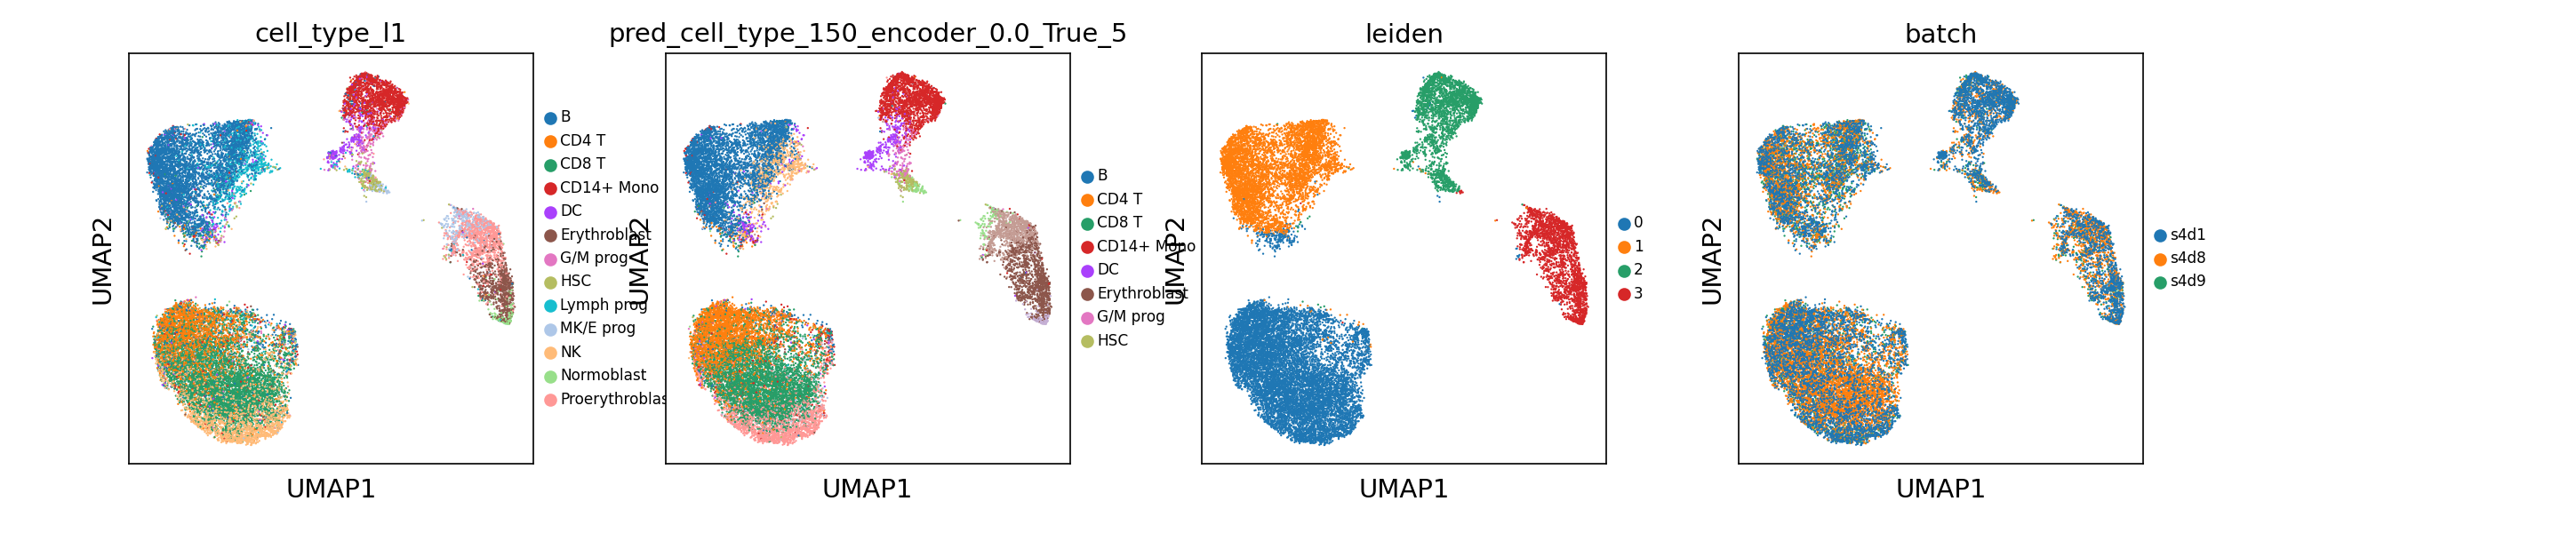 cell_type_l1
B
CD4 T
CD8 T
CD14+ Mono
DC
Erythroblast
G/M prog
HSC
Lymph prog
MK/E prog
NK
Normoblast
Proerythroblas
UMAP2
UMAP1
pred_cell_type_150_encoder_0.0_True_5
B
CD4 T
CD8 T
CD14+ Mono
DC
Erythroblast
G/M prog
HSC
UMAP2
UMAP1
leiden
0
1
2
3
UMAP2
UMAP1
batch
s4d1
s4d8
s4d9
UMAP2
UMAP1